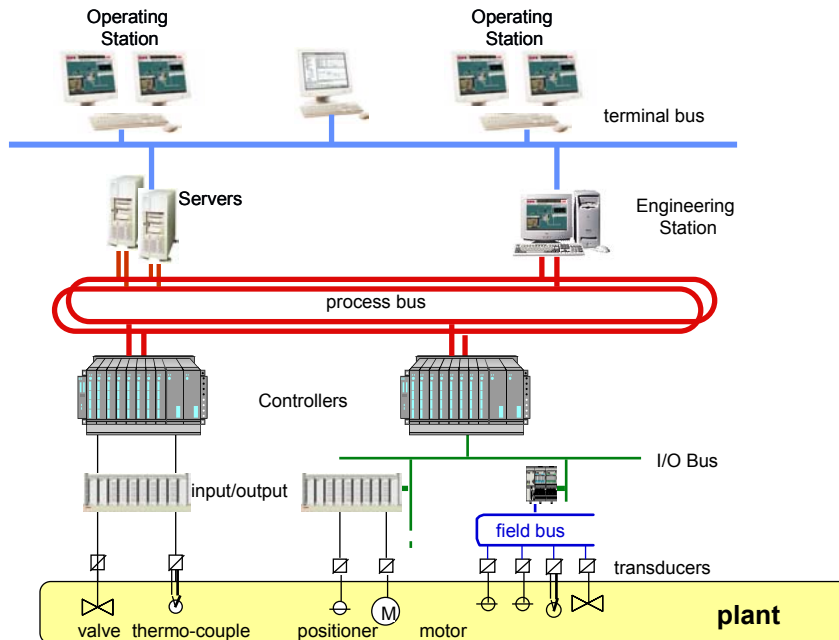 Operating
Station
Operating
Station
terminal bus
Servers
Engineering
Station
process bus
Controllers
I/O Bus
input/output
field bus
transducers
M
plant
valve
thermo-couple
positioner
motor